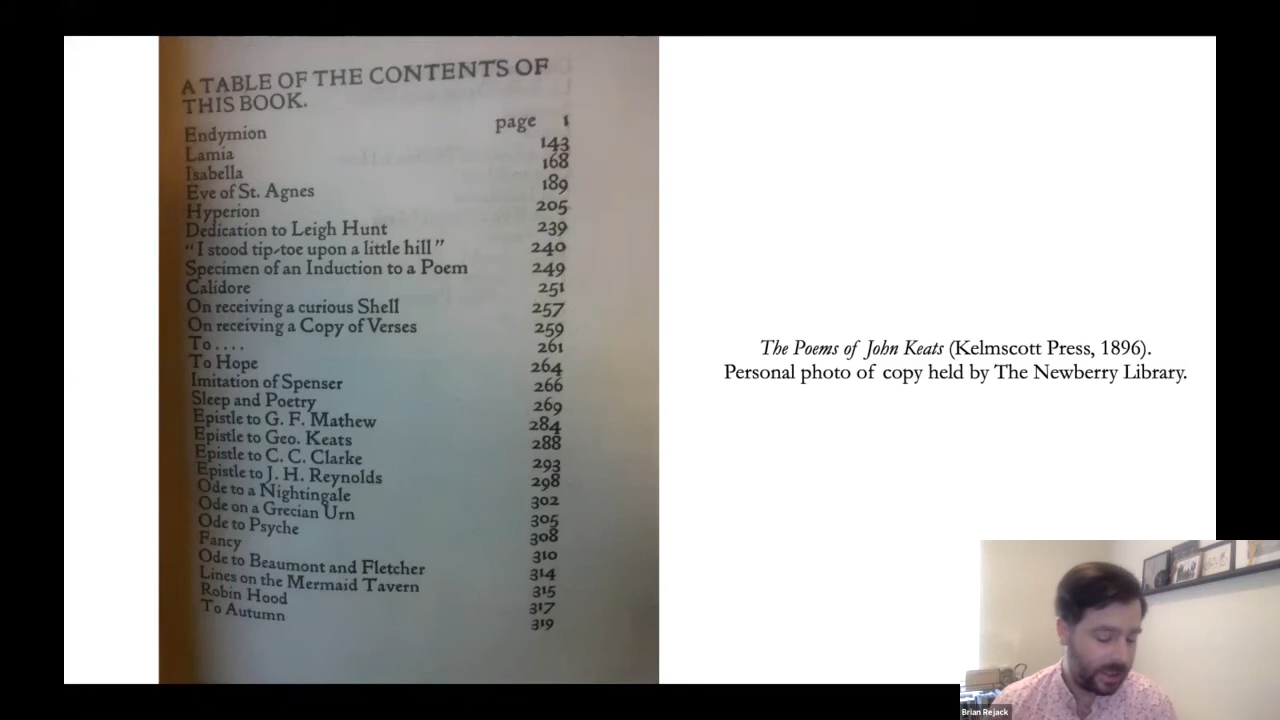 A TABLE OF THE CONTENTS OF
THIS BOOK.
Endymion page 1
Lamia 143
Isabella 168
Eve of St. Agnes 189
Hyperion 205
Dedication to Leigh Hunt 239
“I stood tip-toe upon a little hill” 240
Specimen of an Induction to a Poem 249
Calidore 251
On receiving a curious Shell 257
On receiving a Copy of Verses 259
To .... 261
To Hope 264
Imitation of Spenser 266
Sleep and Poetry 269
Epistle to G. F. Mathew 284
Epistle to Geo. Keats 288
Epistle to C. C. Clarke 293
Epistle to J. H. Reynolds 298
Ode to a Nightingale 302
Ode on a Grecian Urn 305
Ode to Psyche 308
Fancy 310
Ode to Beaumont and Fletcher 314
Lines on the Mermaid Tavern 315
Robin Hood 317
To Autumn 319
The Poems of John Keats (Kelmscott Press, 1896).
Personal photo of copy held by The Newberry Library.
Brian Rejack